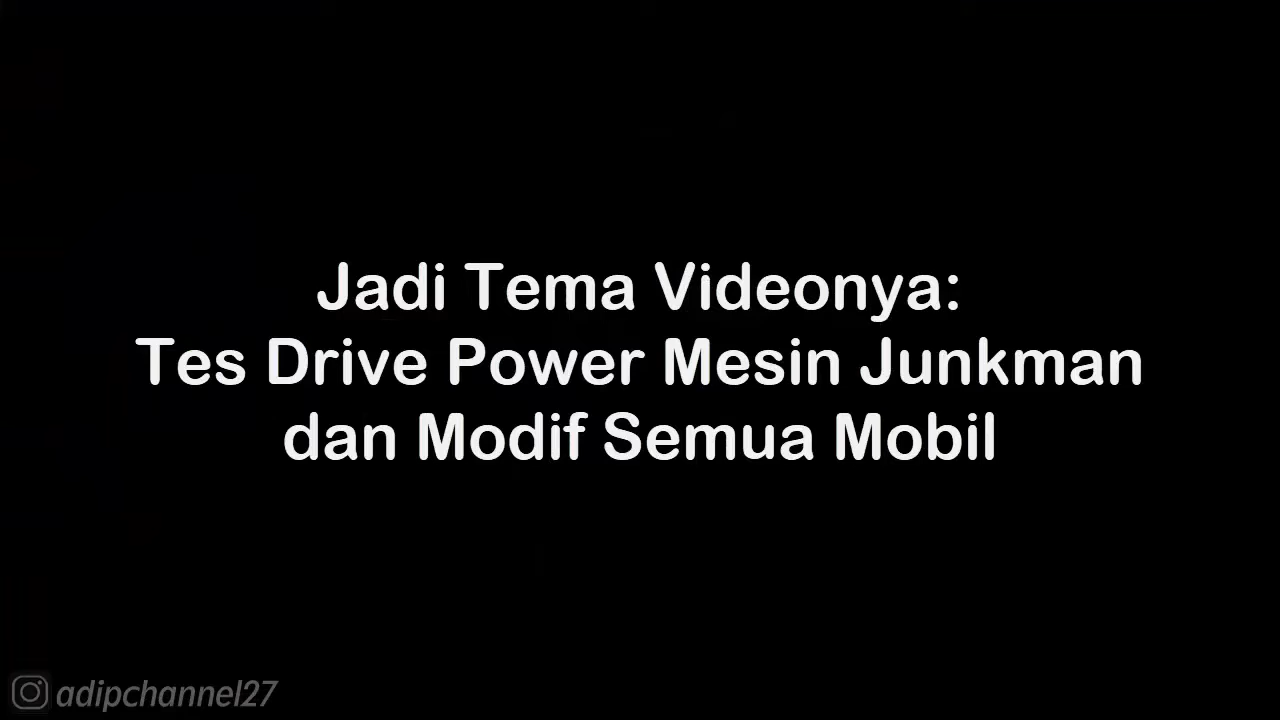 Jadi Tema Videonya:
Tes Drive Power Mesin Junkman
dan Modif Semua Mobil
adipchannel27